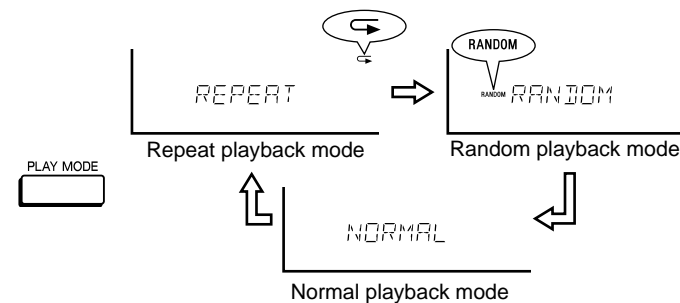 RANDOM
REPEAT
RANDOM RANDOM
Repeat playback mode
Random playback mode
PLAY MODE
NORMAL
Normal playback mode